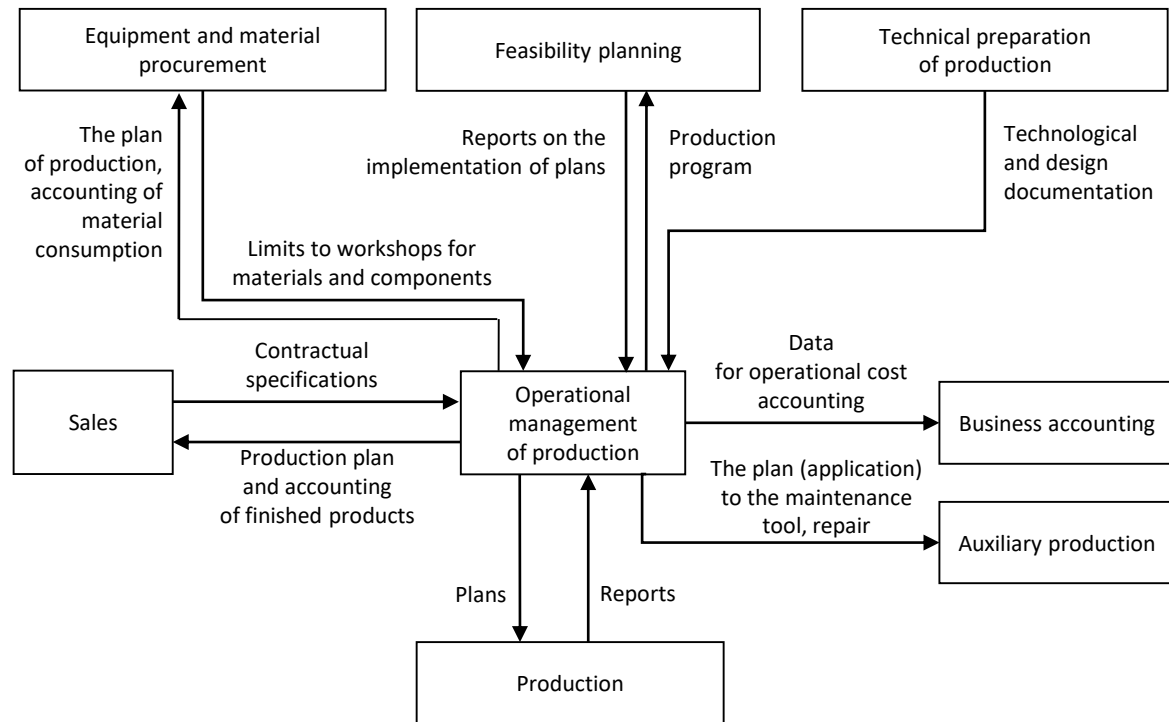 Equipment and material
procurement
Feasibility planning
Technical preparation
of production
The plan
of production,
accounting of
material
consumption
Reports on the
implementation of plans
Production
program
Technological
and design
documentation
Limits to workshops for
materials and components
Contractual
specifications
Data
for operational cost
accounting
Sales
Operational
management
of production
Business accounting
Production plan
and accounting
of finished products
The plan (application)
to the maintenance
tool, repair
Auxiliary production
Plans
Reports
Production